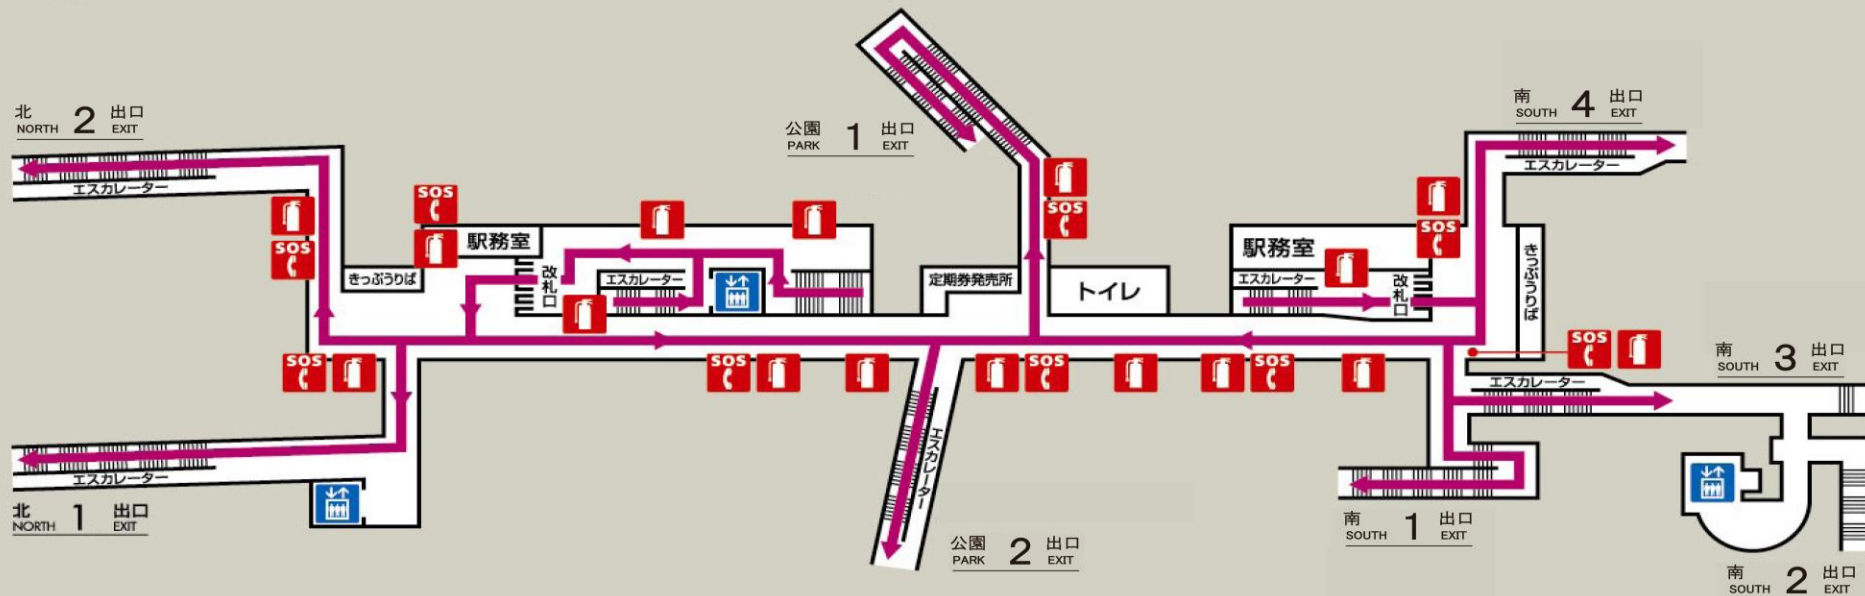 北 2 出口
NORTH EXIT
エスカレーター
SOS
SOS
きっぷうりば
駅務室
改札口
エスカレーター
公園 1 出口
PARK EXIT
SOS
定期券発売所
トイレ
南 4 出口
SOUTH EXIT
エスカレーター
SOS
駅務室
エスカレーター
改札口
きっぷうりば
SOS
SOS
SOS
SOS
SOS
南 3 出口
SOUTH EXIT
エスカレーター
エスカレーター
エスカレーター
北 1 出口
NORTH EXIT
公園 2 出口
PARK EXIT
南 1 出口
SOUTH EXIT
南 2 出口
SOUTH EXIT